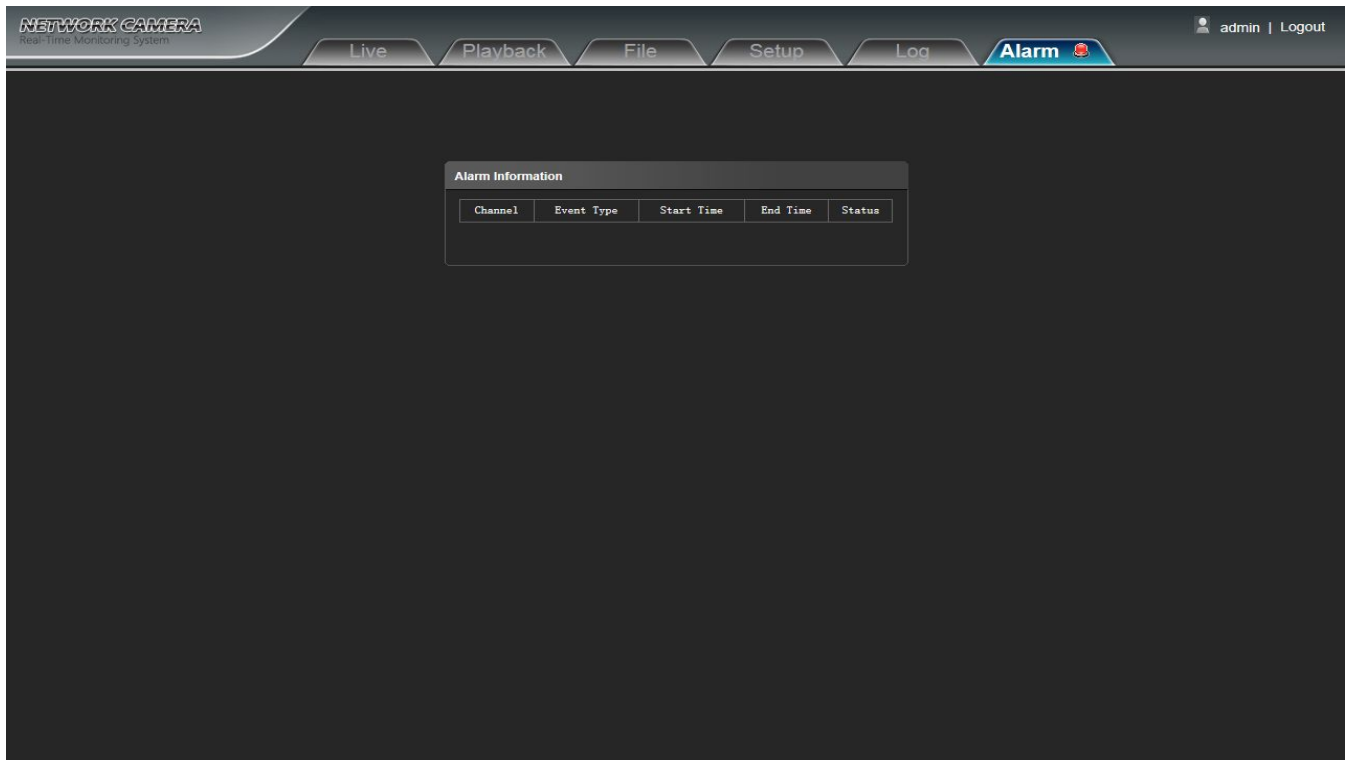 NETWORK CAMERA
Real-Time Monitoring System
admin | Logout
Live Playback File Setup Log Alarm
Alarm Information
Channel Event Type Start Time End Time Status